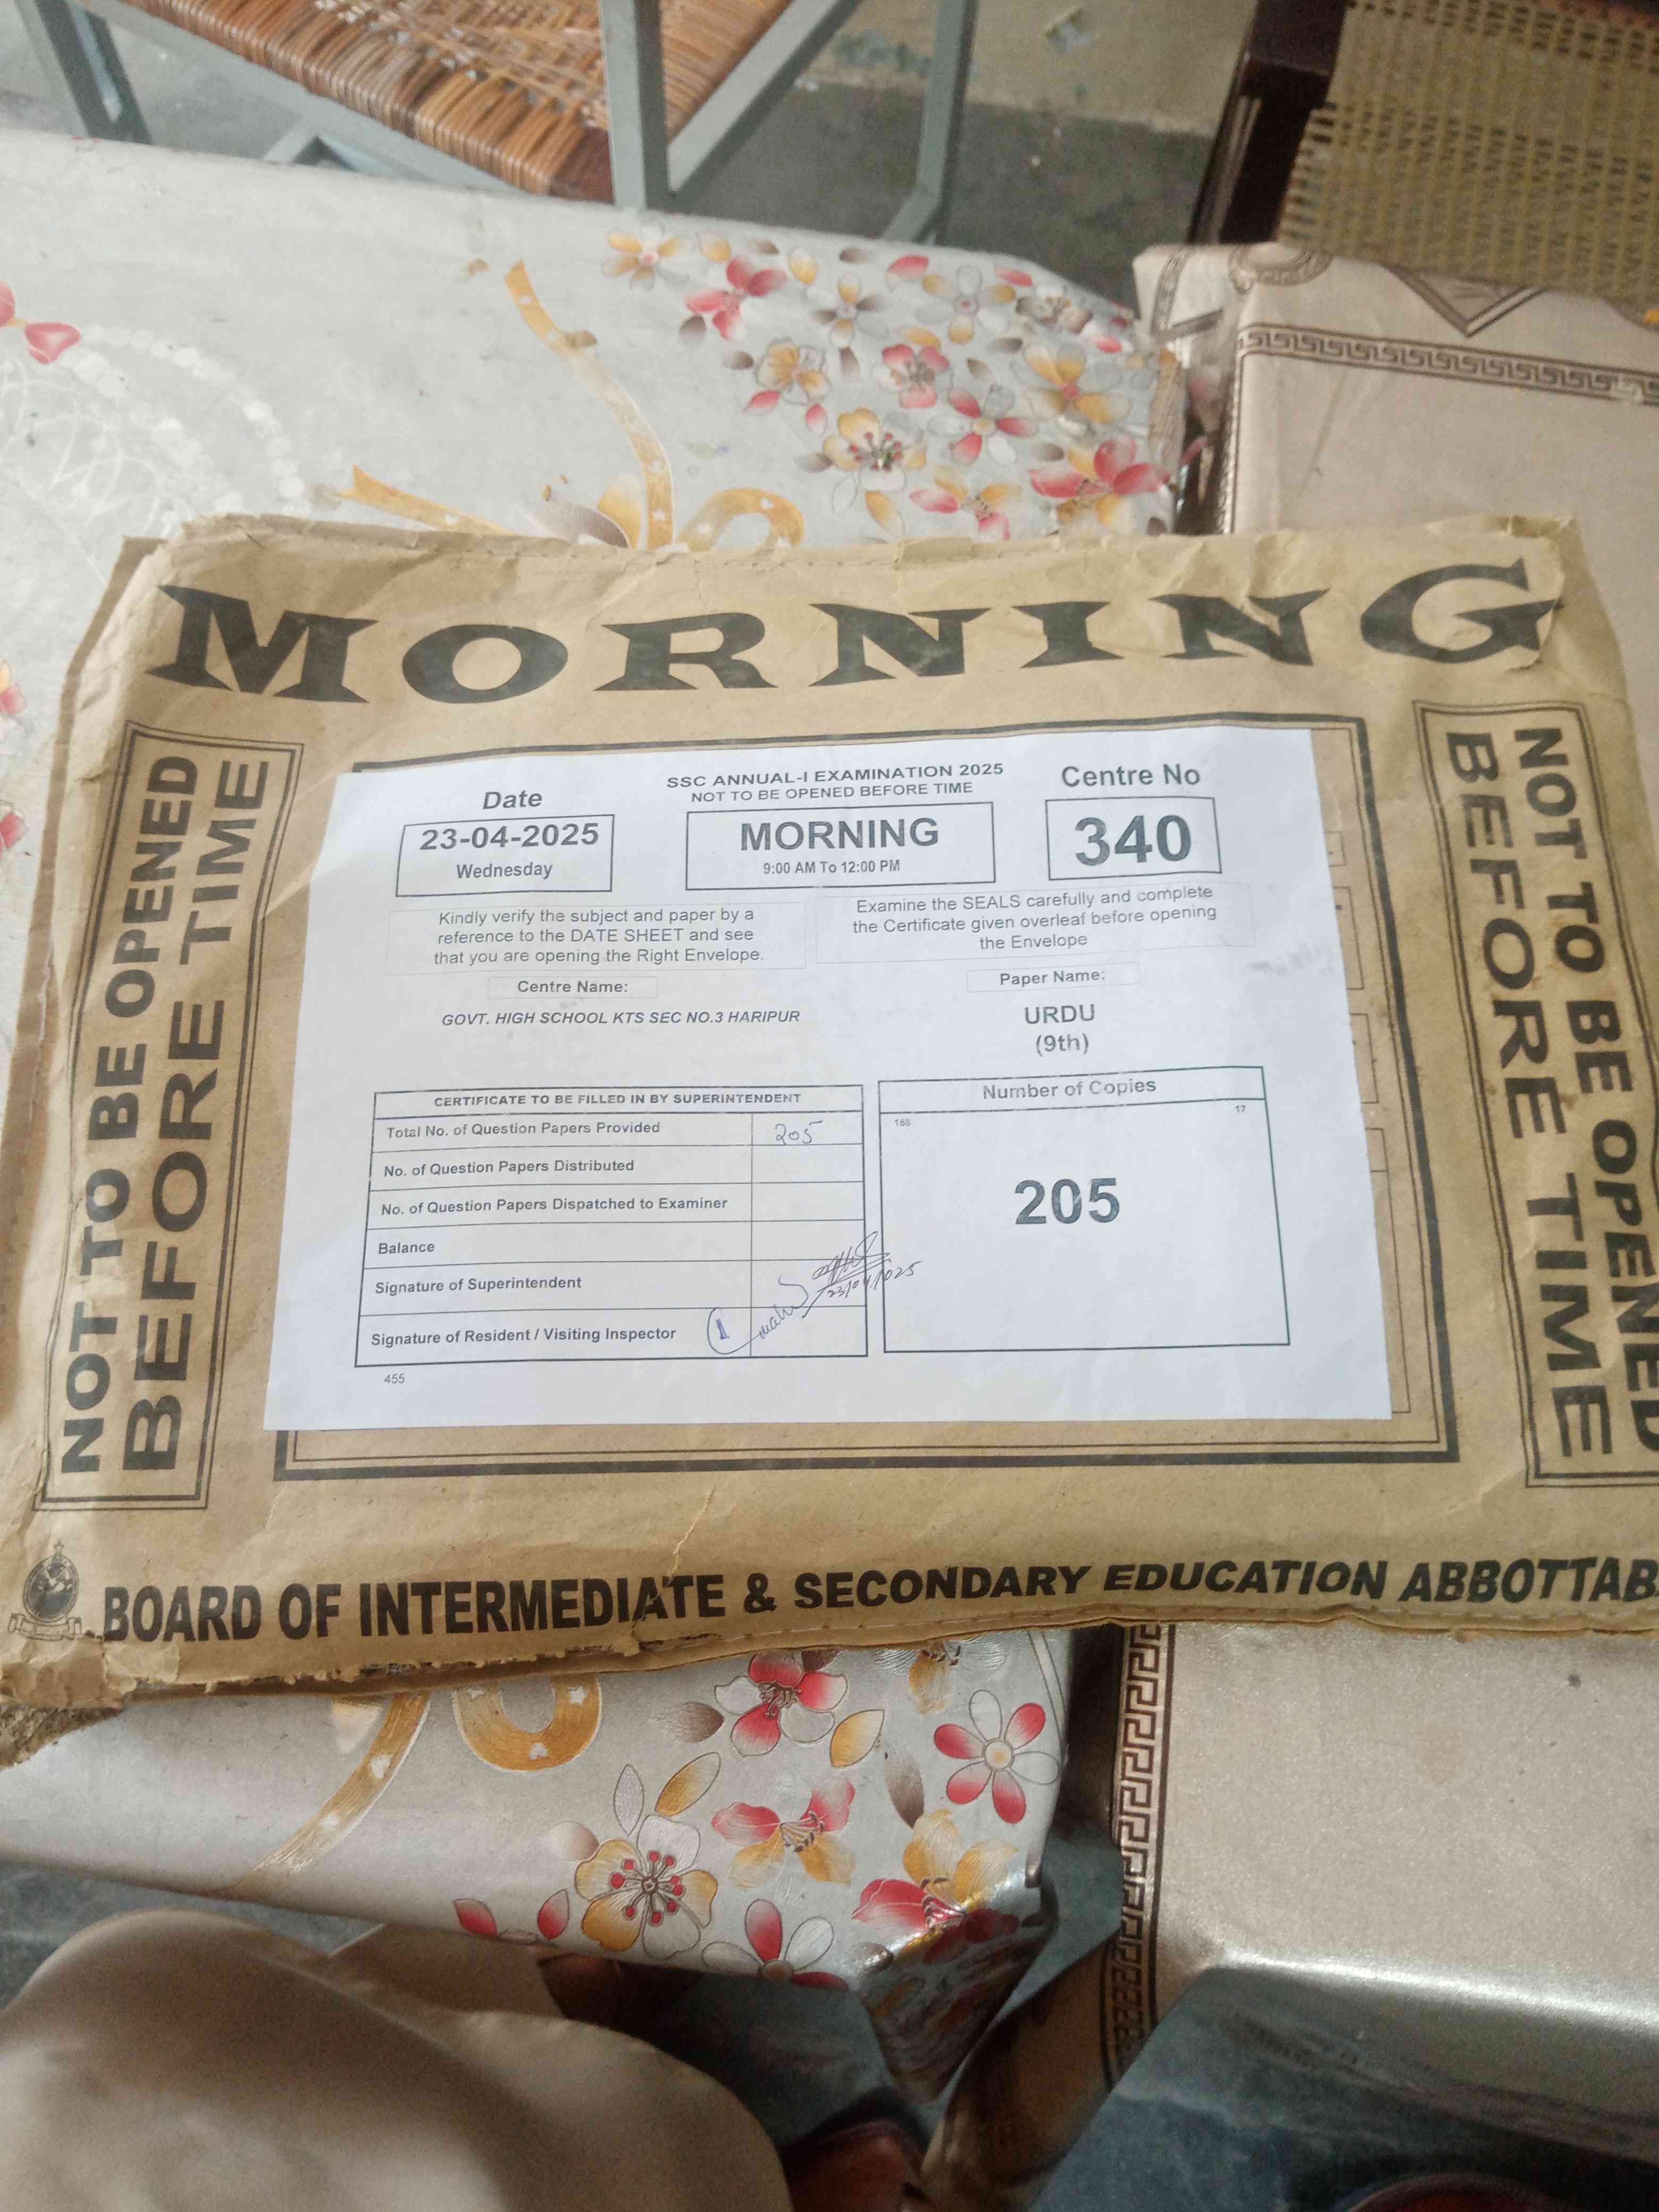 MORNING
NOT TO BE OPENED
BEFORE TIME
SSC ANNUAL-I EXAMINATION 2025
NOT TO BE OPENED BEFORE TIME
Date
23-04-2025
Wednesday
MORNING
9:00 AM To 12:00 PM
Centre No
340
Kindly verify the subject and paper by a
reference to the DATE SHEET and see
that you are opening the Right Envelope.
Examine the SEALS carefully and complete
the Certificate given overleaf before opening
the Envelope
Centre Name:
GOVT. HIGH SCHOOL KTS SEC NO.3 HARIPUR
Paper Name:
URDU
(9th)
CERTIFICATE TO BE FILLED IN BY SUPERINTENDENT
Total No. of Question Papers Provided 205
No. of Question Papers Distributed
No. of Question Papers Dispatched to Examiner
Balance
Signature of Superintendent
23/04/025
Signature of Resident / Visiting Inspector
455
Number of Copies
188 17
205
NOT TO BE OPENED
BEFORE TIME
BOARD OF INTERMEDIATE & SECONDARY EDUCATION ABBOTTAB